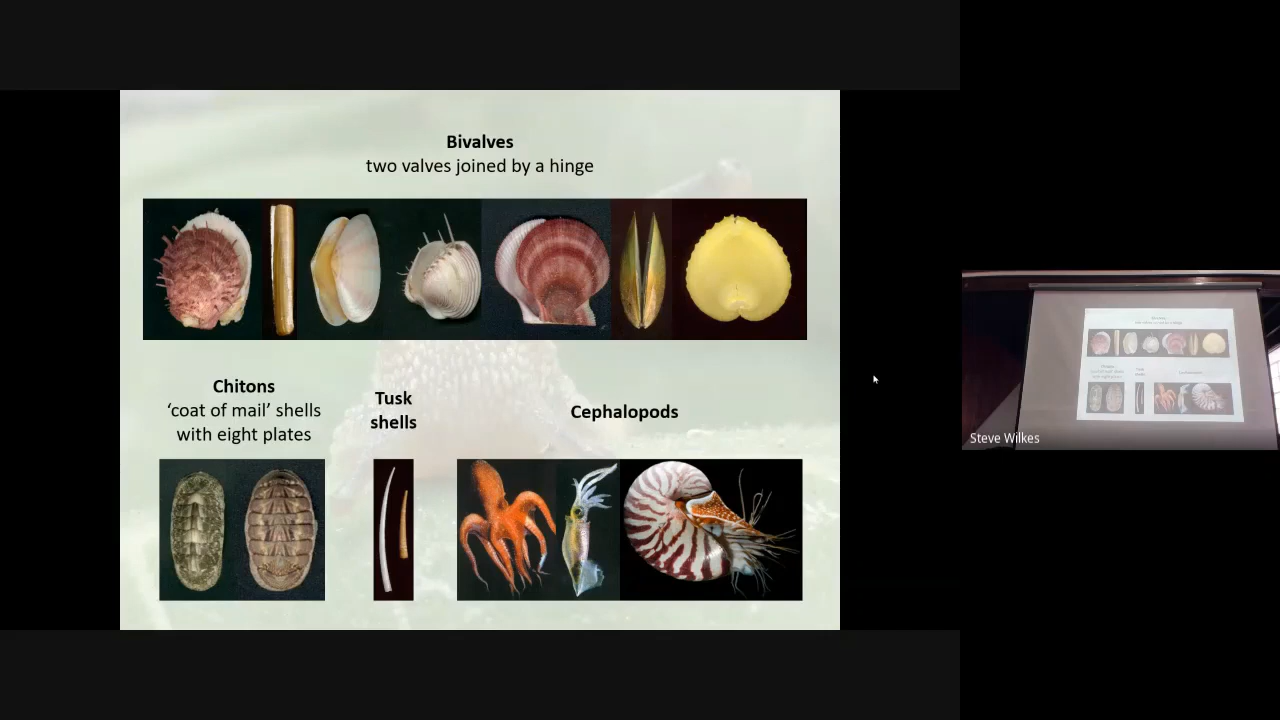 Bivalves
two valves joined by a hinge
Chitons
‘coat of mail’ shells
with eight plates
Tusk
shells
Cephalopods
Steve Wilkes